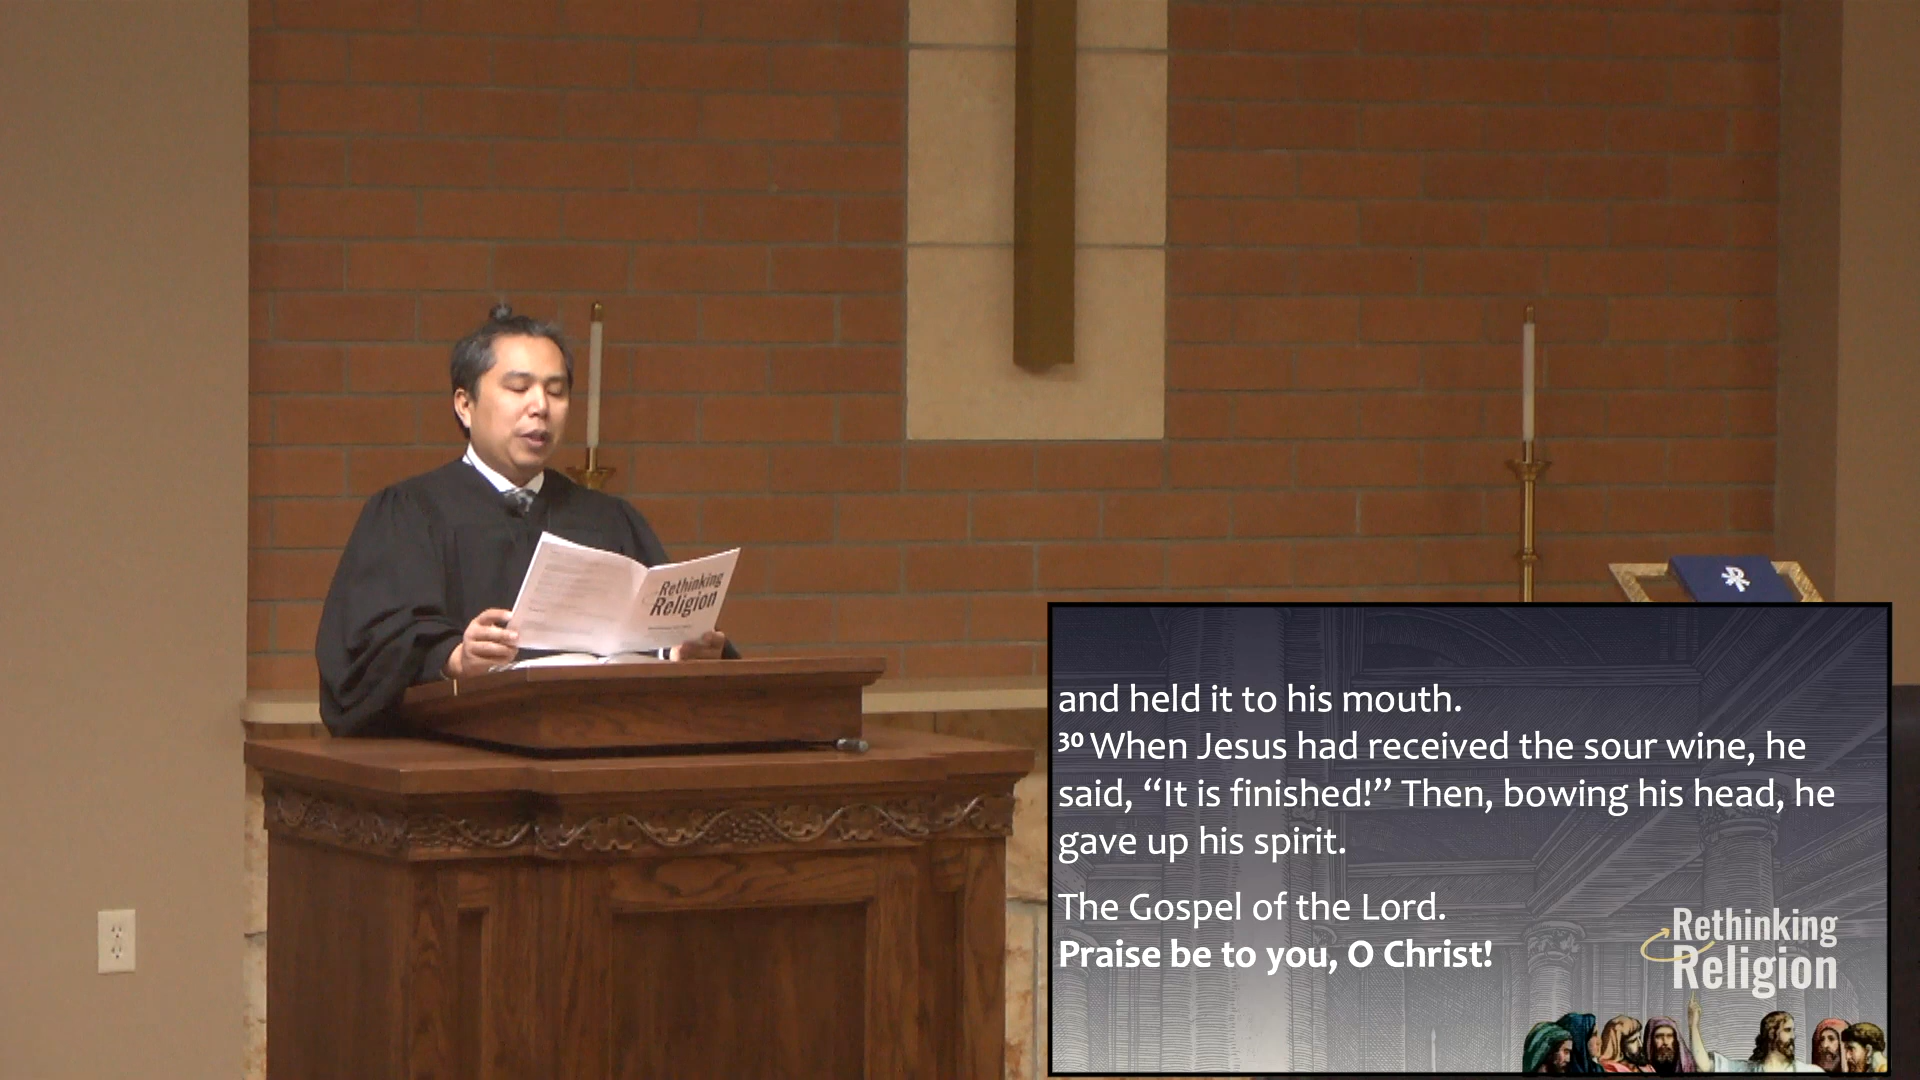 Rethinking
Religion
and held it to his mouth.
30 When Jesus had received the sour wine, he
said, “It is finished!” Then, bowing his head, he
gave up his spirit.
The Gospel of the Lord.
Praise be to you, O Christ!
Rethinking
Religion